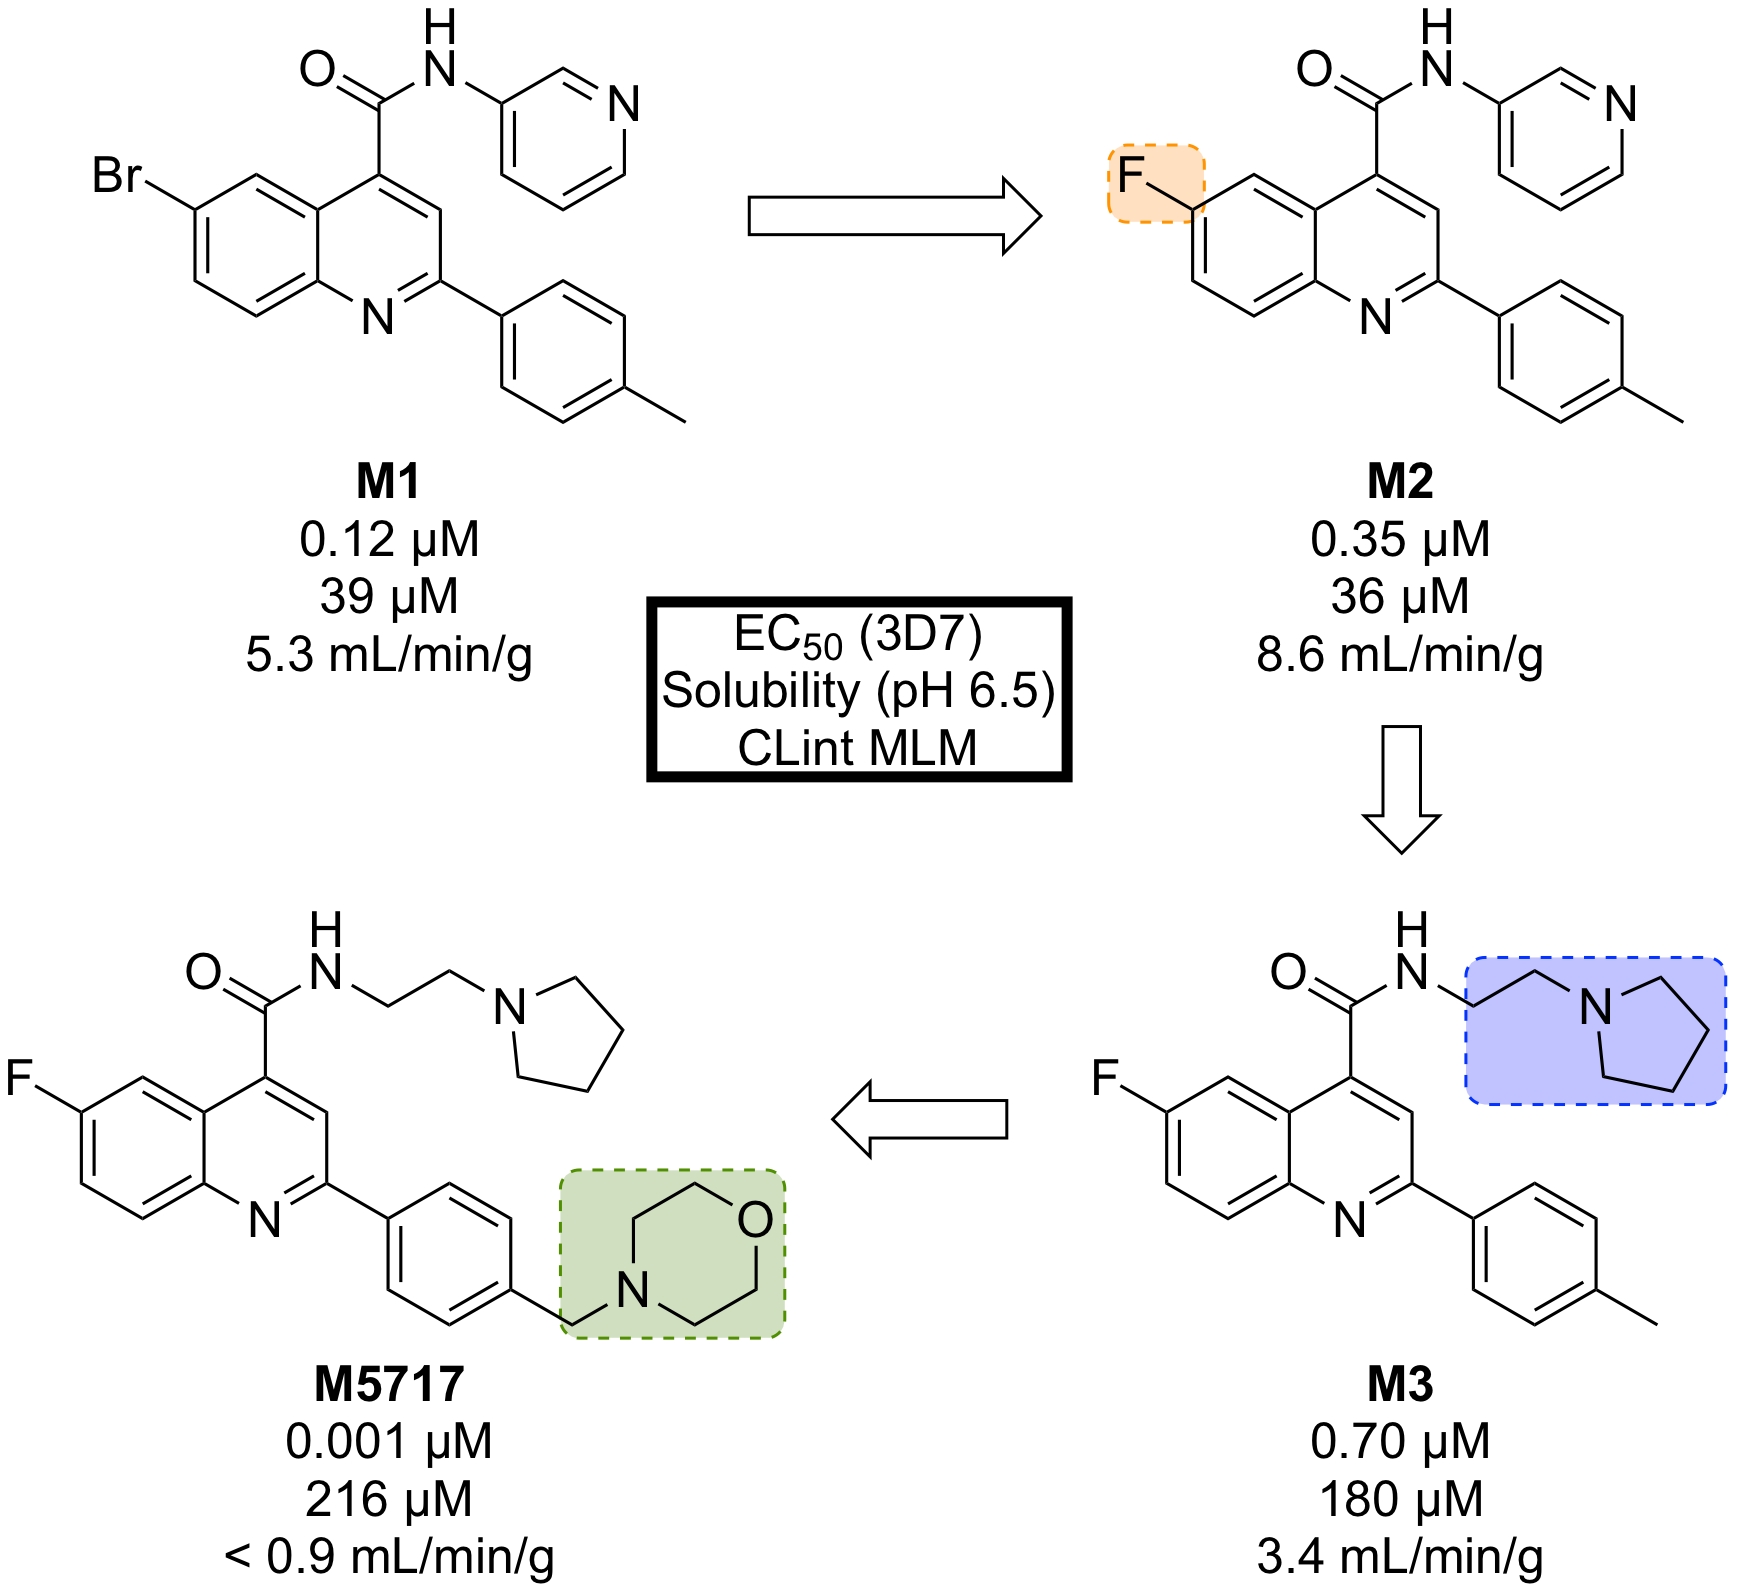 H
O N
N
Br
N
M1
0.12 µM
39 µM
5.3 mL/min/g
H
O N
N
F
N
M2
0.35 µM
36 µM
8.6 mL/min/g
EC50 (3D7)
Solubility (pH 6.5)
CLint MLM
H
O N
N
F
N
O
N
M5717
0.001 µM
216 µM
< 0.9 mL/min/g
H
O N
N
F
N
M3
0.70 µM
180 µM
3.4 mL/min/g